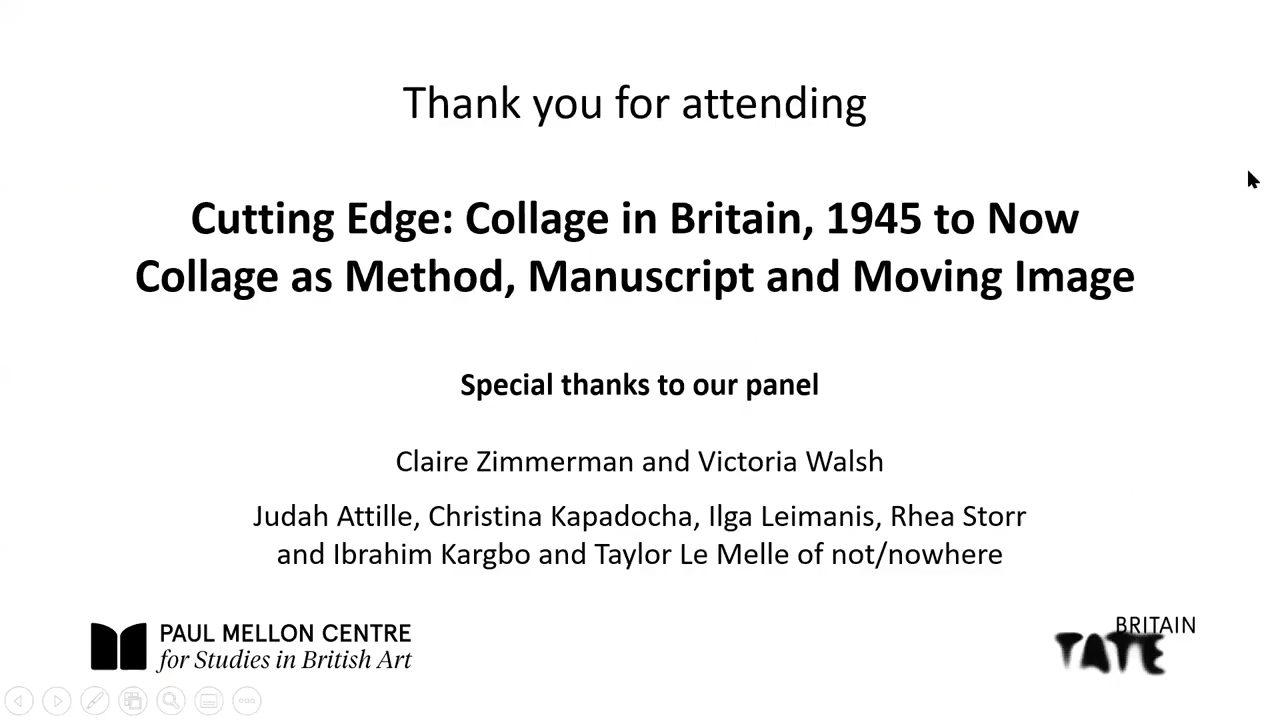 Thank you for attending
Cutting Edge: Collage in Britain, 1945 to Now
Collage as Method, Manuscript and Moving Image
Special thanks to our panel
Claire Zimmerman and Victoria Walsh
Judah Attille, Christina Kapadocha, Ilga Leimanis, Rhea Storr
and Ibrahim Kargbo and Taylor Le Melle of not/nowhere
PAUL MELLON CENTRE
for Studies in British Art
BRITAIN
TATE